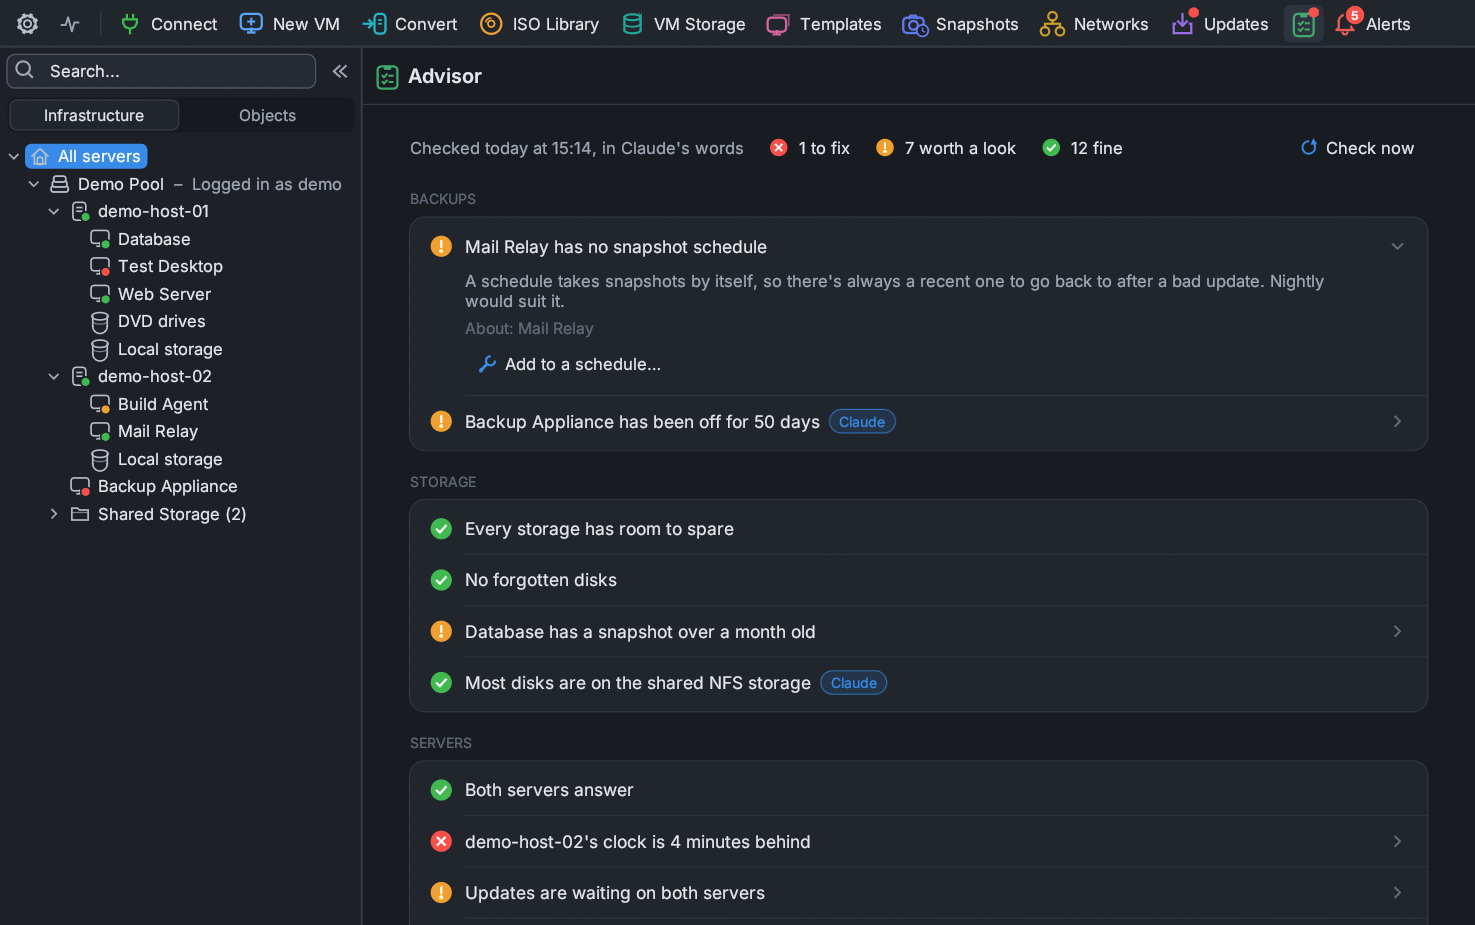 Connect
New VM
Convert
ISO Library
VM Storage
Templates
Snapshots
Networks
Updates
5
Alerts
Search...
Advisor
Infrastructure
Objects
Checked today at 15:14, in Claude's words
1 to fix
7 worth a look
12 fine
Check now
All servers
Demo Pool – Logged in as demo
demo-host-01
Database
Test Desktop
Web Server
DVD drives
Local storage
demo-host-02
Build Agent
Mail Relay
Local storage
Backup Appliance
Shared Storage (2)
BACKUPS
Mail Relay has no snapshot schedule
A schedule takes snapshots by itself, so there's always a recent one to go back to after a bad update. Nightly
would suit it.
About: Mail Relay
Add to a schedule...
Backup Appliance has been off for 50 days Claude
STORAGE
Every storage has room to spare
No forgotten disks
Database has a snapshot over a month old
Most disks are on the shared NFS storage Claude
SERVERS
Both servers answer
demo-host-02's clock is 4 minutes behind
Updates are waiting on both servers